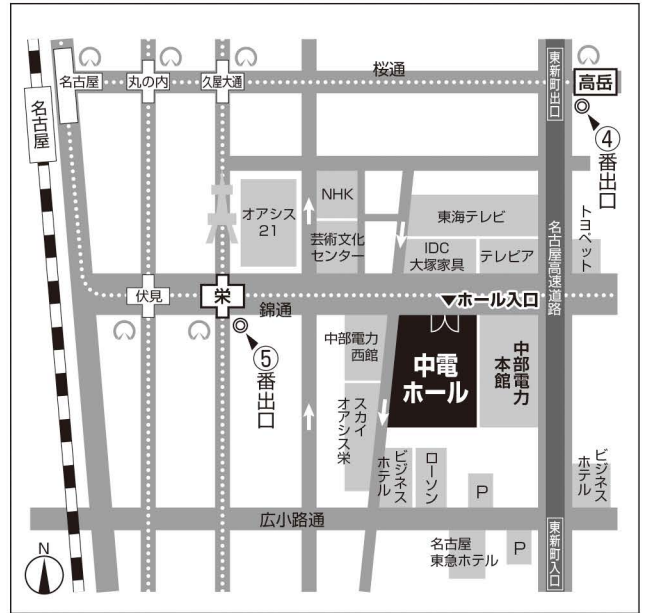 桜通
名古屋
丸の内
久屋大通
東新町出口
高岳
④番出口
名古屋
オアシス
21
NHK
芸術文化
センター
東海テレビ
IDC
大塚家具
テレピア
トヨペット
名古屋高速道路
伏見
栄
錦通
▼ホール入口
⑤番出口
中部電力
西館
中電
ホール
中部電力
本館
スカイ
オアシス栄
ビジネス
ホテル
ローソン
P
ビジネス
ホテル
広小路通
名古屋
東急ホテル
P
東新町入口
N